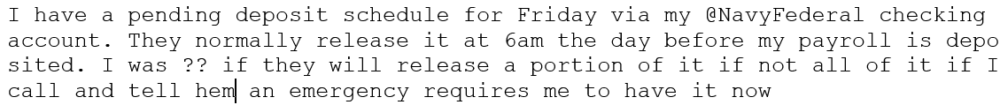 I have a pending deposit schedule for Friday via my @NavyFederal checking
account. They normally release it at 6am the day before my payroll is depo
sited. I was ?? if they will release a portion of it if not all of it if I
call and tell hem an emergency requires me to have it now